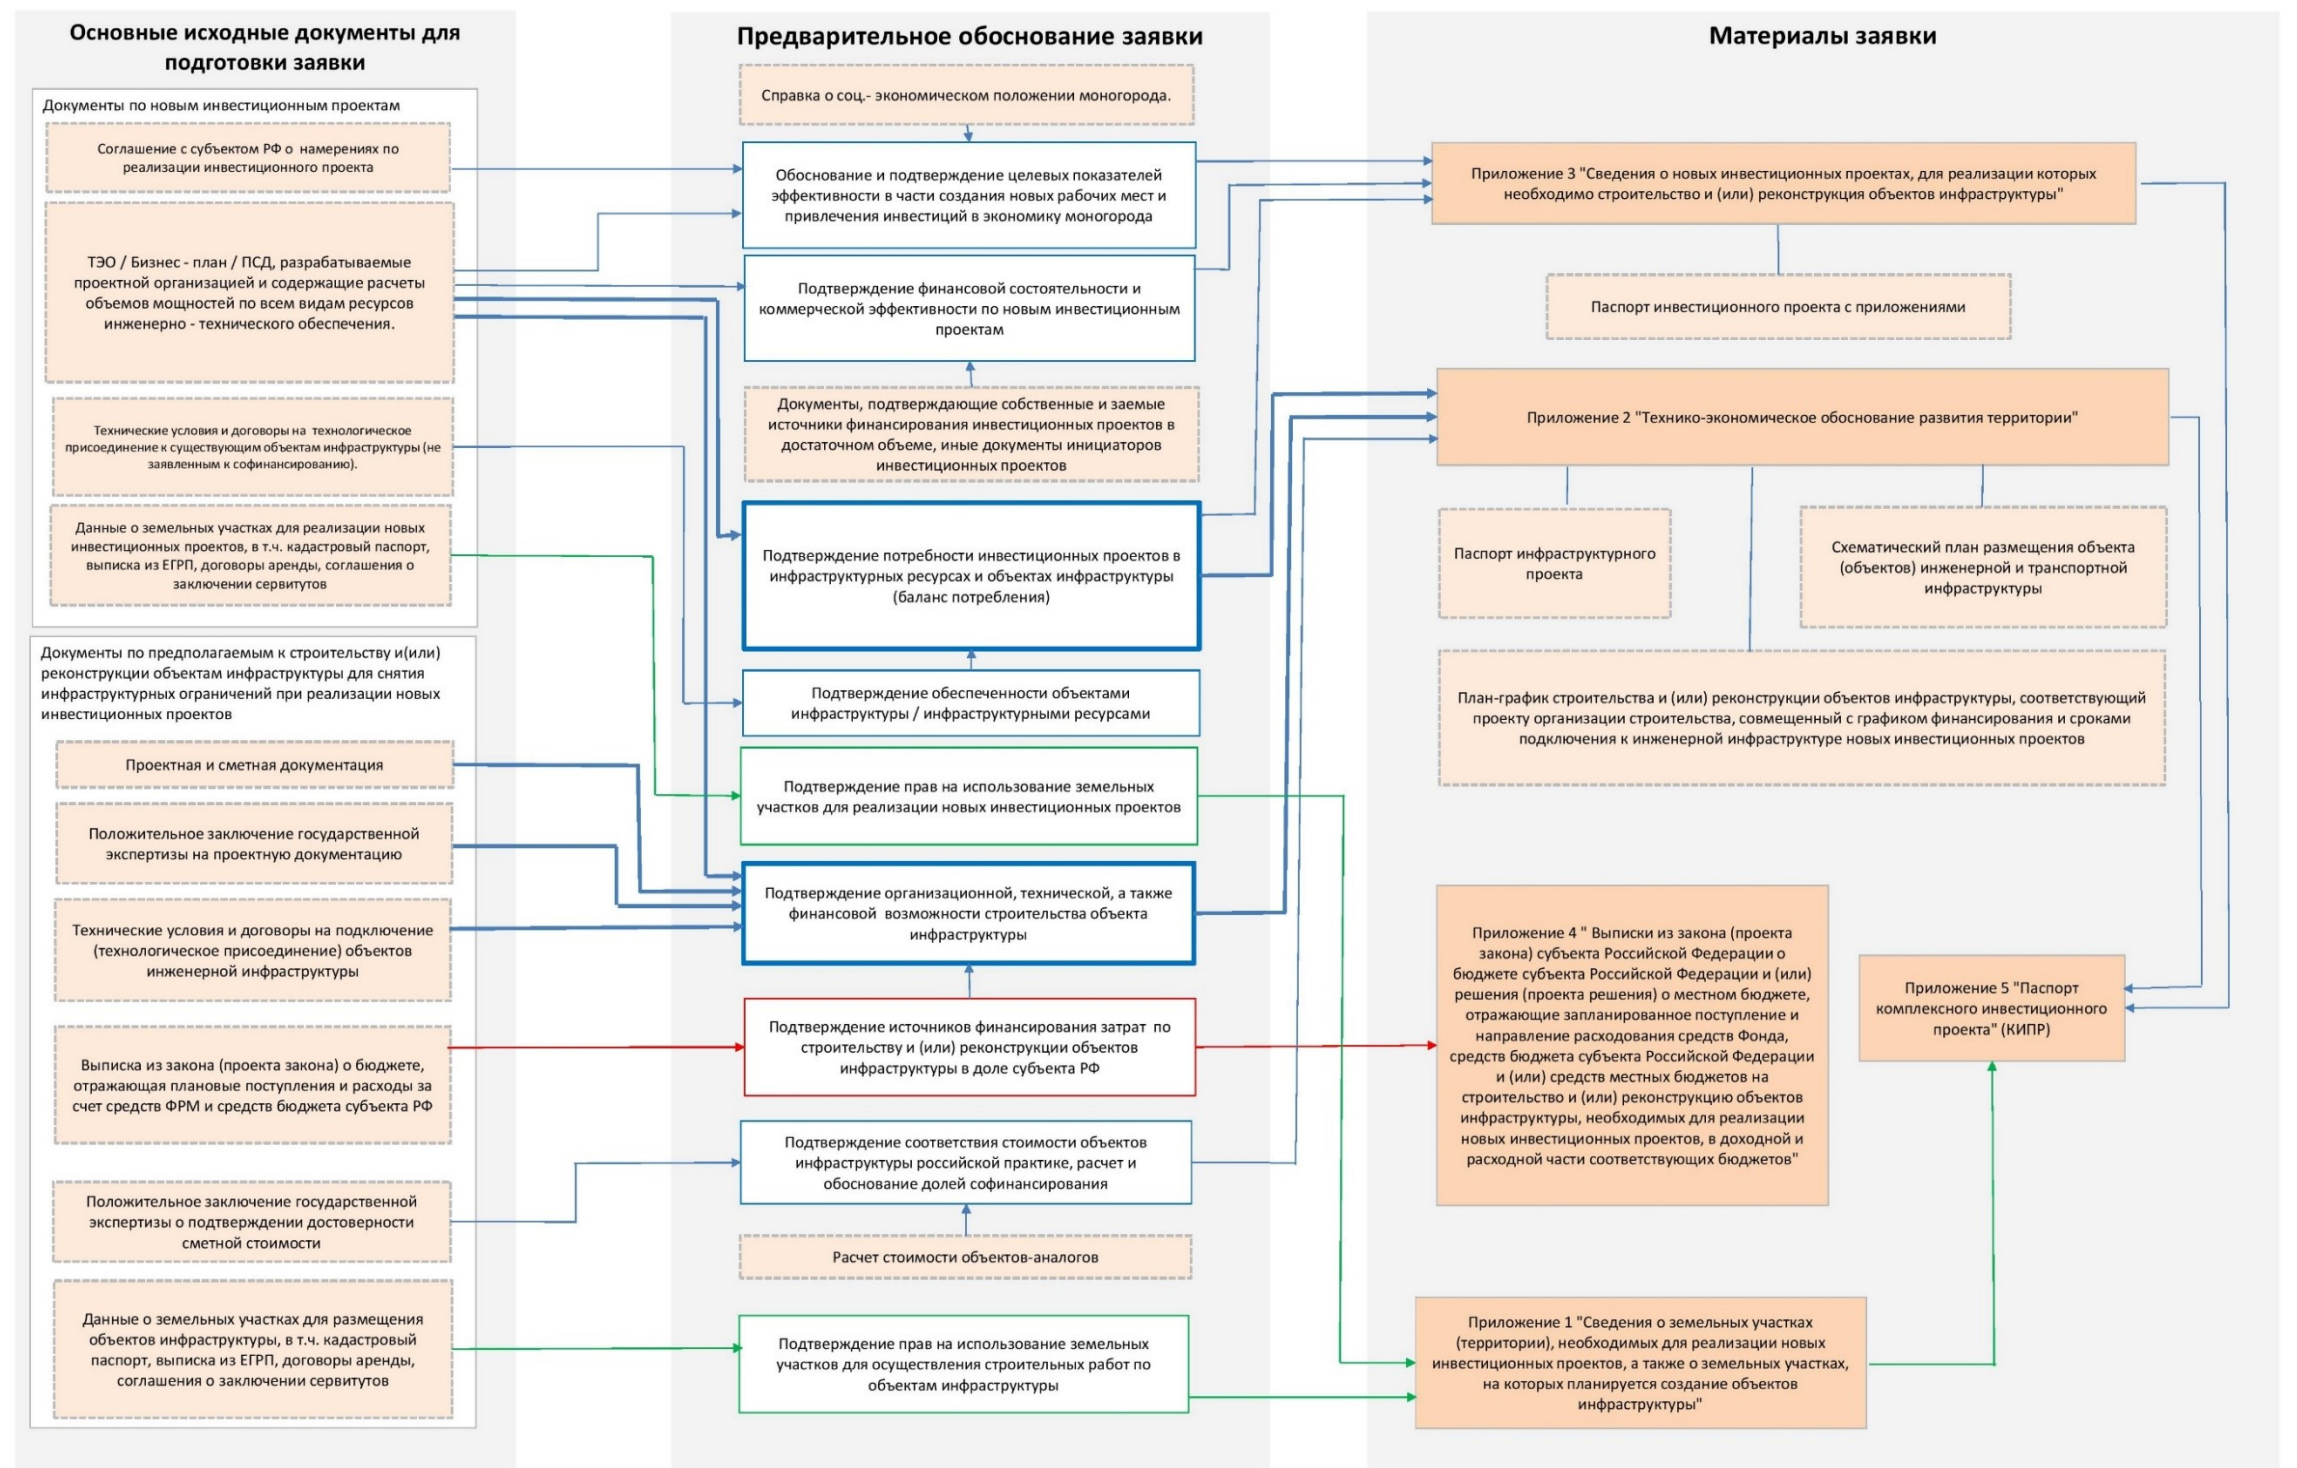 Основные исходные документы для
подготовки заявки
Документы по новым инвестиционным проектам
Соглашение с субъектом РФ о намерениях по
реализации инвестиционного проекта
ТЭО / Бизнес - план / ПСД, разрабатываемые
проектной организацией и содержащие расчеты
объемов мощностей по всем видам ресурсов
инженерно - технического обеспечения.
Технические условия и договоры на технологическое
присоединение к существующим объектам инфраструктуры (не
заявленным к софинансированию).
Данные о земельных участках для реализации новых
инвестиционных проектов, в т.ч. кадастровый паспорт,
выписка из ЕГРП, договоры аренды, соглашения о
заключении сервитутов
Документы по предполагаемым к строительству и(или)
реконструкции объектам инфраструктуры для снятия
инфраструктурных ограничений при реализации новых
инвестиционных проектов
Проектная и сметная документация
Положительное заключение государственной
экспертизы на проектную документацию
Технические условия и договоры на подключение
(технологическое присоединение) объектов
инженерной инфраструктуры
Выписка из закона (проекта закона) о бюджете,
отражающая плановые поступления и расходы за
счет средств ФРМ и средств бюджета субъекта РФ
Положительное заключение государственной
экспертизы о подтверждении достоверности
сметной стоимости
Данные о земельных участках для размещения
объектов инфраструктуры, в т.ч. кадастровый
паспорт, выписка из ЕГРП, договоры аренды,
соглашения о заключении сервитутов
Предварительное обоснование заявки
Справка о соц.- экономическом положении моногорода.
Обоснование и подтверждение целевых показателей
эффективности в части создания новых рабочих мест и
привлечения инвестиций в экономику моногорода
Подтверждение финансовой состоятельности и
коммерческой эффективности по новым инвестиционным
проектам
Документы, подтверждающие собственные и заемые
источники финансирования инвестиционных проектов в
достаточном объеме, иные документы инициаторов
инвестиционных проектов
Подтверждение потребности инвестиционных проектов в
инфраструктурных ресурсах и объектах инфраструктуры
(баланс потребления)
Подтверждение обеспеченности объектами
инфраструктуры / инфраструктурными ресурсами
Подтверждение прав на использование земельных
участков для реализации новых инвестиционных проектов
Подтверждение организационной, технической, а также
финансовой возможности строительства объекта
инфраструктуры
Подтверждение источников финансирования затрат по
строительству и (или) реконструкции объектов
инфраструктуры в доле субъекта РФ
Подтверждение соответствия стоимости объектов
инфраструктуры российской практике, расчет и
обоснование долей софинансирования
Расчет стоимости объектов-аналогов
Подтверждение прав на использование земельных
участков для осуществления строительных работ по
объектам инфраструктуры
Материалы заявки
Приложение 3 "Сведения о новых инвестиционных проектах, для реализации которых
необходимо строительство и (или) реконструкция объектов инфраструктуры"
Паспорт инвестиционного проекта с приложениями
Приложение 2 "Технико-экономическое обоснование развития территории"
Паспорт инфраструктурного
проекта
Схематический план размещения объекта
(объектов) инженерной и транспортной
инфраструктуры
План-график строительства и (или) реконструкции объектов инфраструктуры, соответствующий
проекту организации строительства, совмещенный с графиком финансирования и сроками
подключения к инженерной инфраструктуре новых инвестиционных проектов
Приложение 4 " Выписки из закона (проекта
закона) субъекта Российской Федерации о
бюджете субъекта Российской Федерации и (или)
решения (проекта решения) о местном бюджете,
отражающие запланированное поступление и
направление расходования средств Фонда,
средств бюджета субъекта Российской Федерации
и (или) средств местных бюджетов на
строительство и (или) реконструкцию объектов
инфраструктуры, необходимых для реализации
новых инвестиционных проектов, в доходной и
расходной части соответствующих бюджетов"
Приложение 5 "Паспорт
комплексного инвестиционного
проекта" (КИПР)
Приложение 1 "Сведения о земельных участках
(территории), необходимых для реализации новых
инвестиционных проектов, а также о земельных участках,
на которых планируется создание объектов
инфраструктуры"